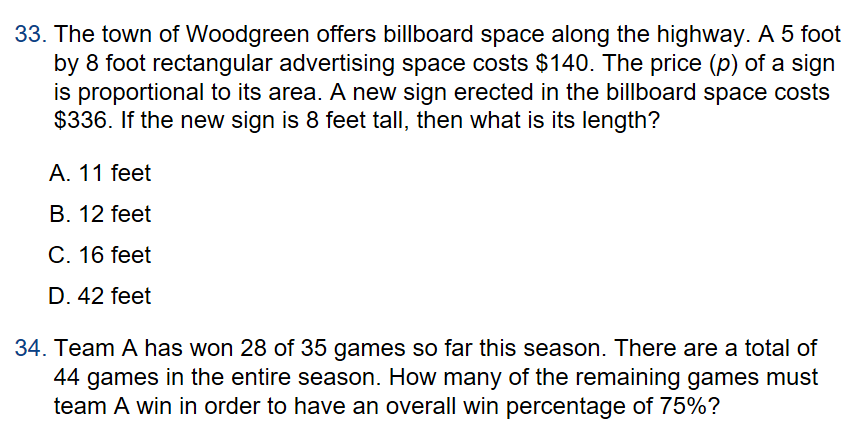 33. The town of Woodgreen offers billboard space along the highway. A 5 foot
by 8 foot rectangular advertising space costs $140. The price (p) of a sign
is proportional to its area. A new sign erected in the billboard space costs
$336. If the new sign is 8 feet tall, then what is its length?
A. 11 feet
B. 12 feet
C. 16 feet
D. 42 feet
34. Team A has won 28 of 35 games so far this season. There are a total of
44 games in the entire season. How many of the remaining games must
team A win in order to have an overall win percentage of 75%?